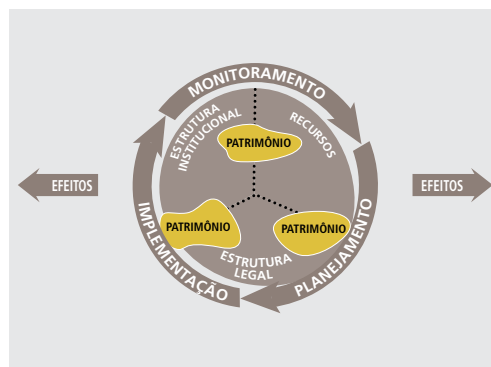 MONITORAMENTO
ESTRUTURA
INSTITUCIONAL
RECURSOS
PATRIMÔNIO
EFEITOS
EFEITOS
PATRIMÔNIO
PATRIMÔNIO
ESTRUTURA
LEGAL
IMPLEMENTAÇÃO
PLANEJAMENTO